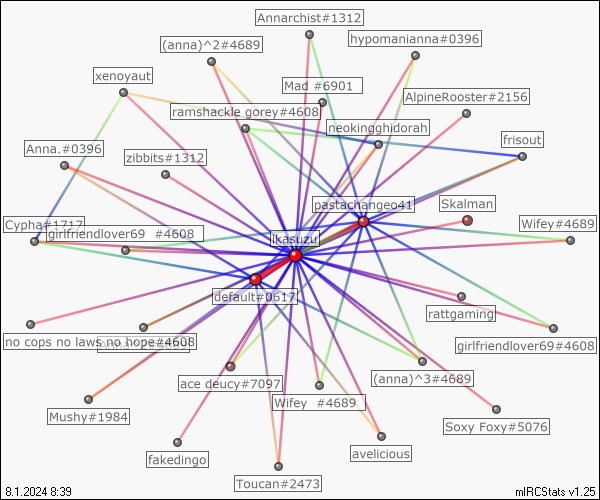 Annarchist#1312
(anna)^2#4689
hypomanianna#0396
xenoyaut
Mad #6901
AlpineRooster#2156
ramshackle gorey#4608
neokingghidorah
frisout
Anna.#0396
zibbits#1312
pastachangeo41
Skalman
Cypha#1717
girlfriendlover69 #4608
ikasuzu
Wifey#4689
default#0617
rattgaming
no cops no laws no hope#4608
girlfriendlover69#4608
ace deucy#7097
(anna)^3#4689
Mushy#1984
Wifey #4689
Soxy Foxy#5076
fakedingo
avelicious
Toucan#2473
8.1.2024 8:39
mIRCStats v1.25